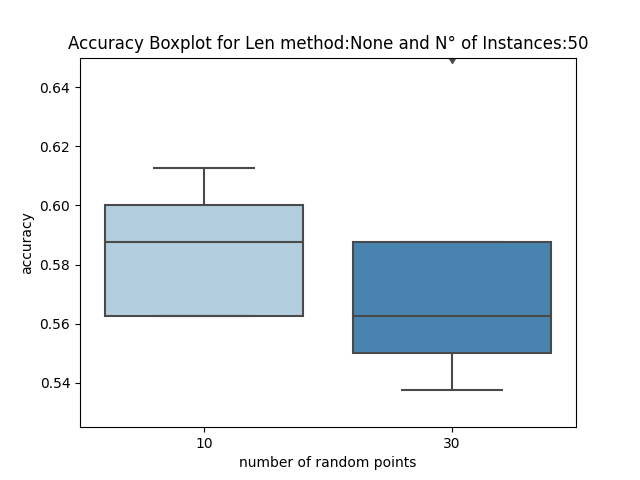 Accuracy Boxplot for Len method:None and N° of Instances:50
0.64
0.62
0.60
0.58
0.56
0.54
accuracy
10 30
number of random points